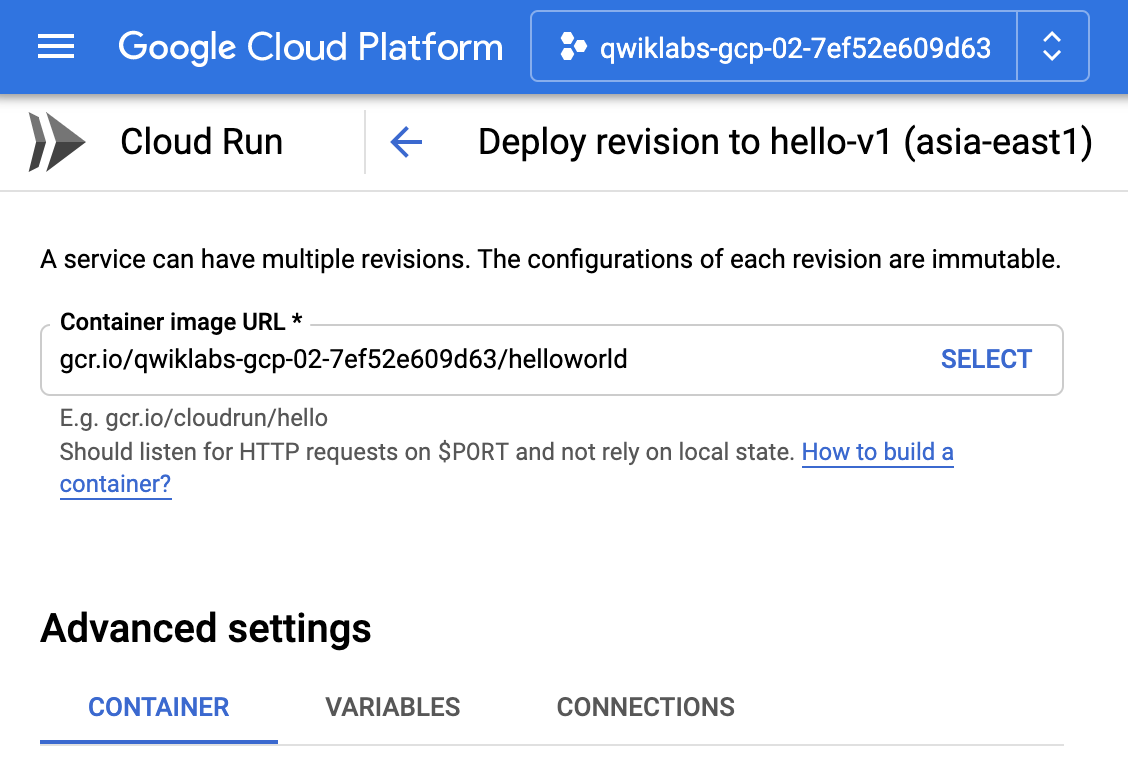 Google Cloud Platform
qwiklabs-gcp-02-7ef52e609d63
Cloud Run
Deploy revision to hello-v1 (asia-east1)
A service can have multiple revisions. The configurations of each revision are immutable.
Container image URL *
gcr.io/qwiklabs-gcp-02-7ef52e609d63/helloworld
SELECT
E.g. gcr.io/cloudrun/hello
Should listen for HTTP requests on $PORT and not rely on local state. How to build a
container?
Advanced settings
CONTAINER
VARIABLES
CONNECTIONS